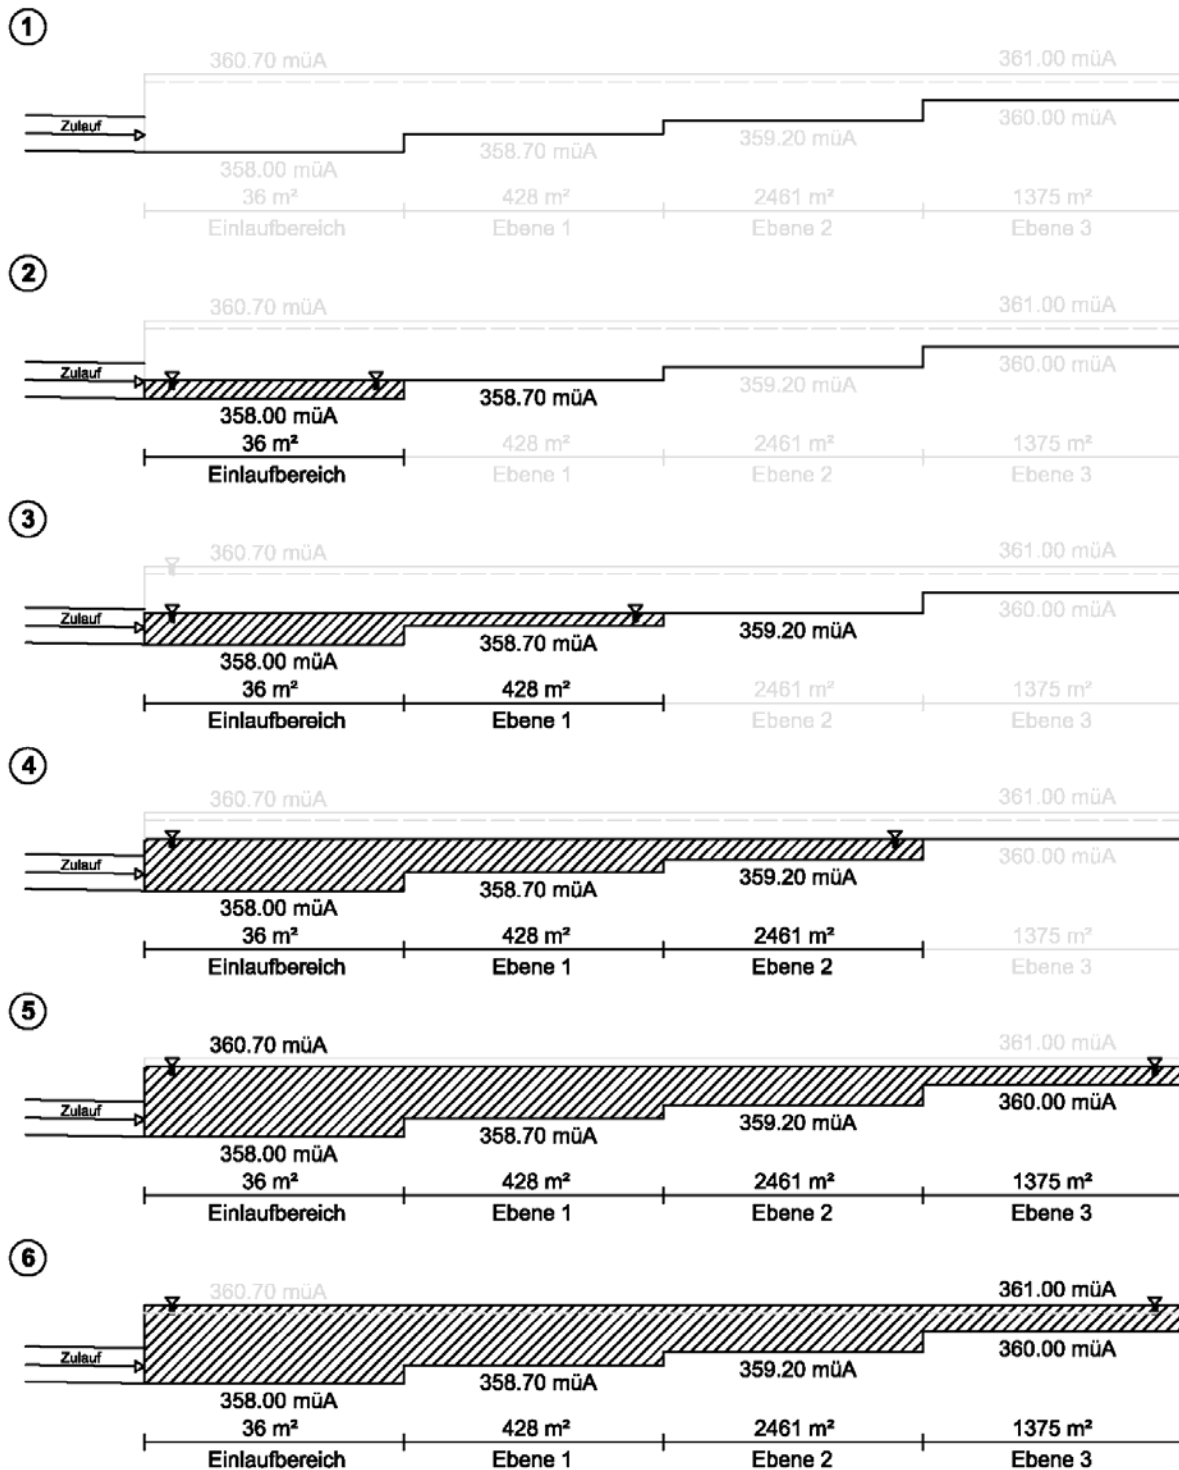 1
360.70 müA 361.00 müA
Zulauf
358.00 müA 358.70 müA 359.20 müA 360.00 müA
36 m² 428 m² 2461 m² 1375 m²
Einlaufbereich Ebene 1 Ebene 2 Ebene 3
2
360.70 müA 361.00 müA
Zulauf
358.00 müA 358.70 müA 359.20 müA 360.00 müA
36 m² 428 m² 2461 m² 1375 m²
Einlaufbereich Ebene 1 Ebene 2 Ebene 3
3
360.70 müA 361.00 müA
Zulauf
358.00 müA 358.70 müA 359.20 müA 360.00 müA
36 m² 428 m² 2461 m² 1375 m²
Einlaufbereich Ebene 1 Ebene 2 Ebene 3
4
360.70 müA 361.00 müA
Zulauf
358.00 müA 358.70 müA 359.20 müA 360.00 müA
36 m² 428 m² 2461 m² 1375 m²
Einlaufbereich Ebene 1 Ebene 2 Ebene 3
5
360.70 müA 361.00 müA
Zulauf
358.00 müA 358.70 müA 359.20 müA 360.00 müA
36 m² 428 m² 2461 m² 1375 m²
Einlaufbereich Ebene 1 Ebene 2 Ebene 3
6
360.70 müA 361.00 müA
Zulauf
358.00 müA 358.70 müA 359.20 müA 360.00 müA
36 m² 428 m² 2461 m² 1375 m²
Einlaufbereich Ebene 1 Ebene 2 Ebene 3